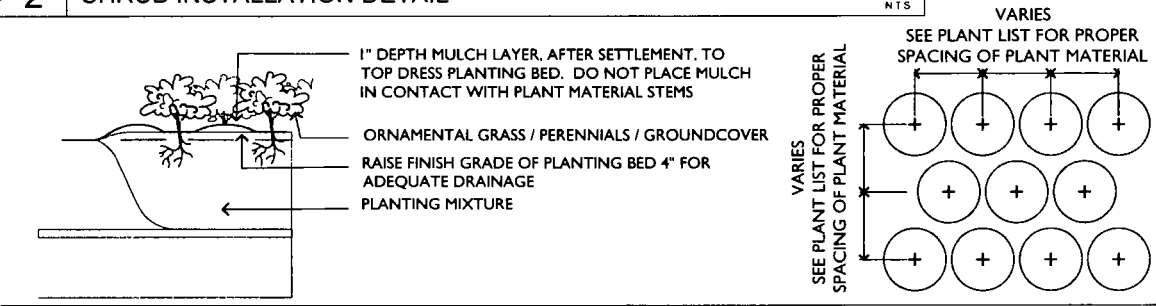 2 SHRUB INSTALLATION DETAIL
NTS
1" DEPTH MULCH LAYER, AFTER SETTLEMENT, TO
TOP DRESS PLANTING BED. DO NOT PLACE MULCH
IN CONTACT WITH PLANT MATERIAL STEMS
ORNAMENTAL GRASS / PERENNIALS / GROUNDCOVER
RAISE FINISH GRADE OF PLANTING BED 4" FOR
ADEQUATE DRAINAGE
PLANTING MIXTURE
VARIES
SEE PLANT LIST FOR PROPER
SPACING OF PLANT MATERIAL
VARIES
SEE PLANT LIST FOR PROPER
SPACING OF PLANT MATERIAL